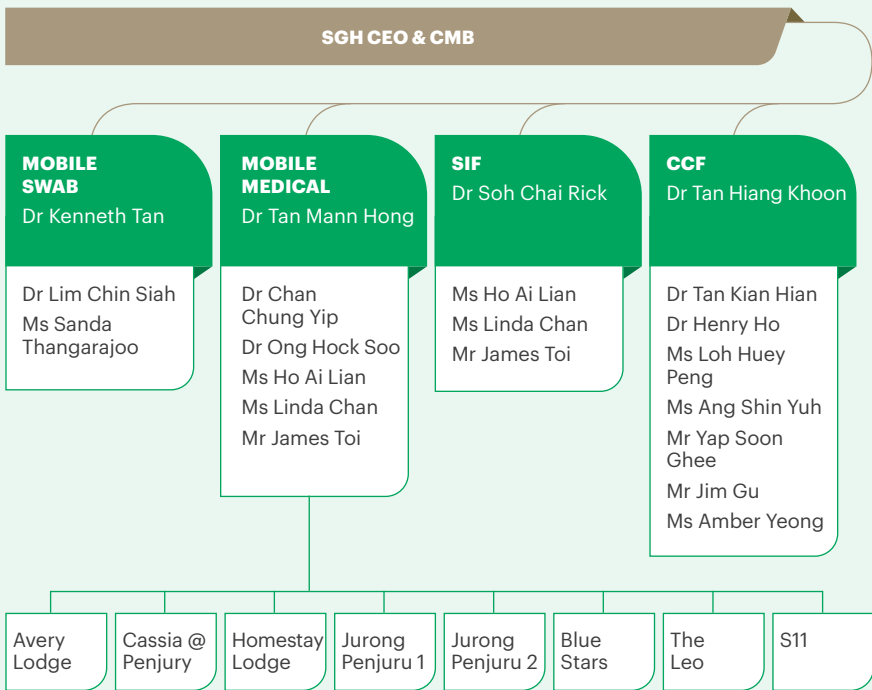 SGH CEO & CMB
MOBILE
SWAB
Dr Kenneth Tan
Dr Lim Chin Siah
Ms Sanda
Thangarajoo
MOBILE
MEDICAL
Dr Tan Mann Hong
Dr Chan
Chung Yip
Dr Ong Hock Soo
Ms Ho Ai Lian
Ms Linda Chan
Mr James Toi
SIF
Dr Soh Chai Rick
Ms Ho Ai Lian
Ms Linda Chan
Mr James Toi
CCF
Dr Tan Hiang Khoon
Dr Tan Kian Hian
Dr Henry Ho
Ms Loh Huey
Peng
Ms Ang Shin Yuh
Mr Yap Soon
Ghee
Mr Jim Gu
Ms Amber Yeong
Avery
Lodge
Cassia @
Penjury
Homestay
Lodge
Jurong
Penjuru 1
Jurong
Penjuru 2
Blue
Stars
The
Leo
S11